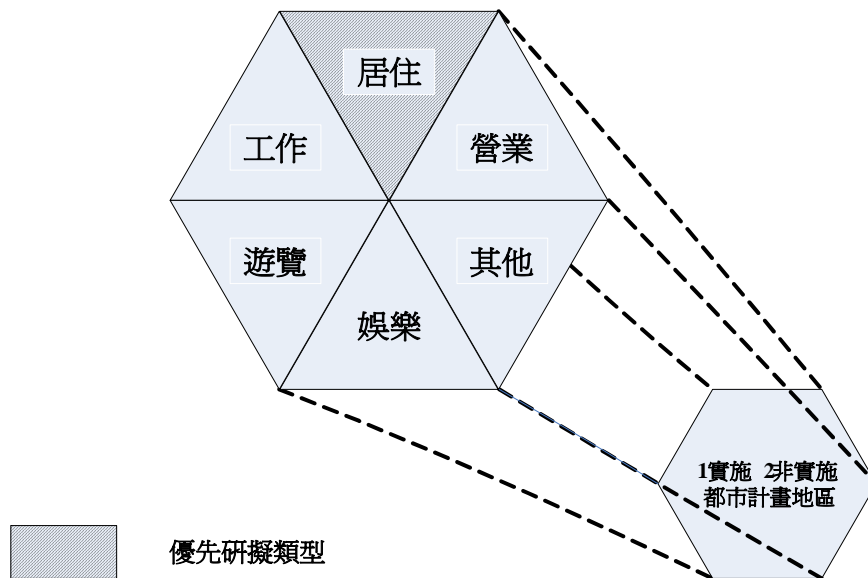 居住
工作
營業
遊覽
其他
娛樂
1實施 2非實施
都市計畫地區
優先研擬類型